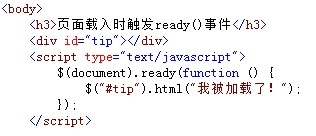 <body>
<h3>页面载入时触发ready()事件</h3>
<div id="tip"></div>
<script type="text/javascript">
$(document).ready(function () {
$("#tip").html("我被加载了！");
});
</script>